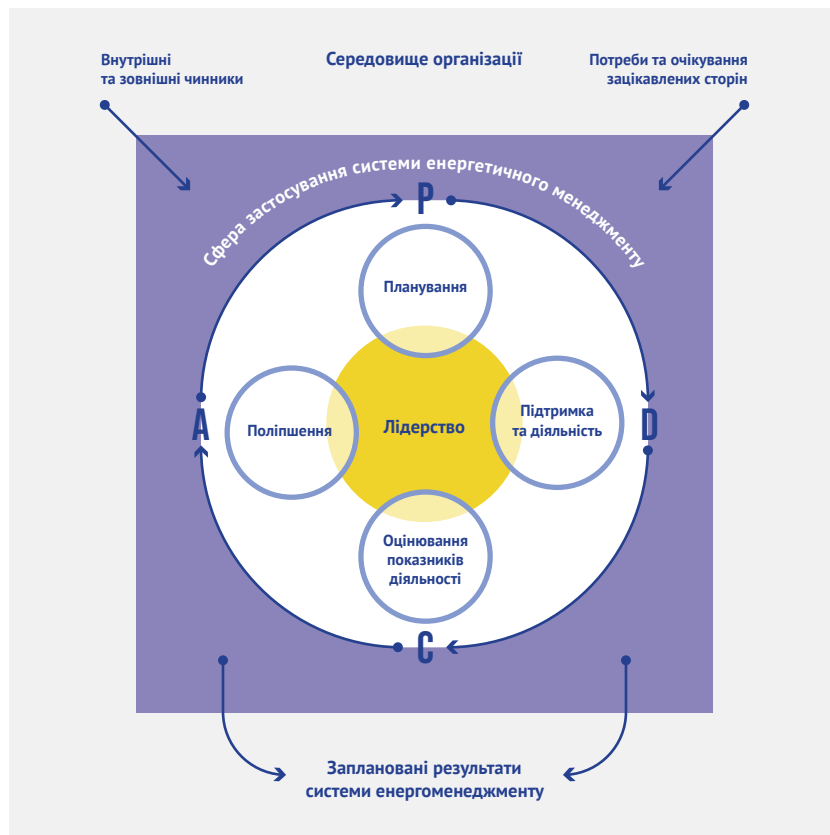 Внутрішні
та зовнішні чинники
Середовище організації
Потреби та очікування
зацікавлених сторін
Сфера застосування системи енергетичного менеджменту
P
Планування
A
Поліпшення
Лідерство
Підтримка
та діяльність
D
Оцінювання
показників
діяльності
C
Заплановані результати
системи енергоменеджменту